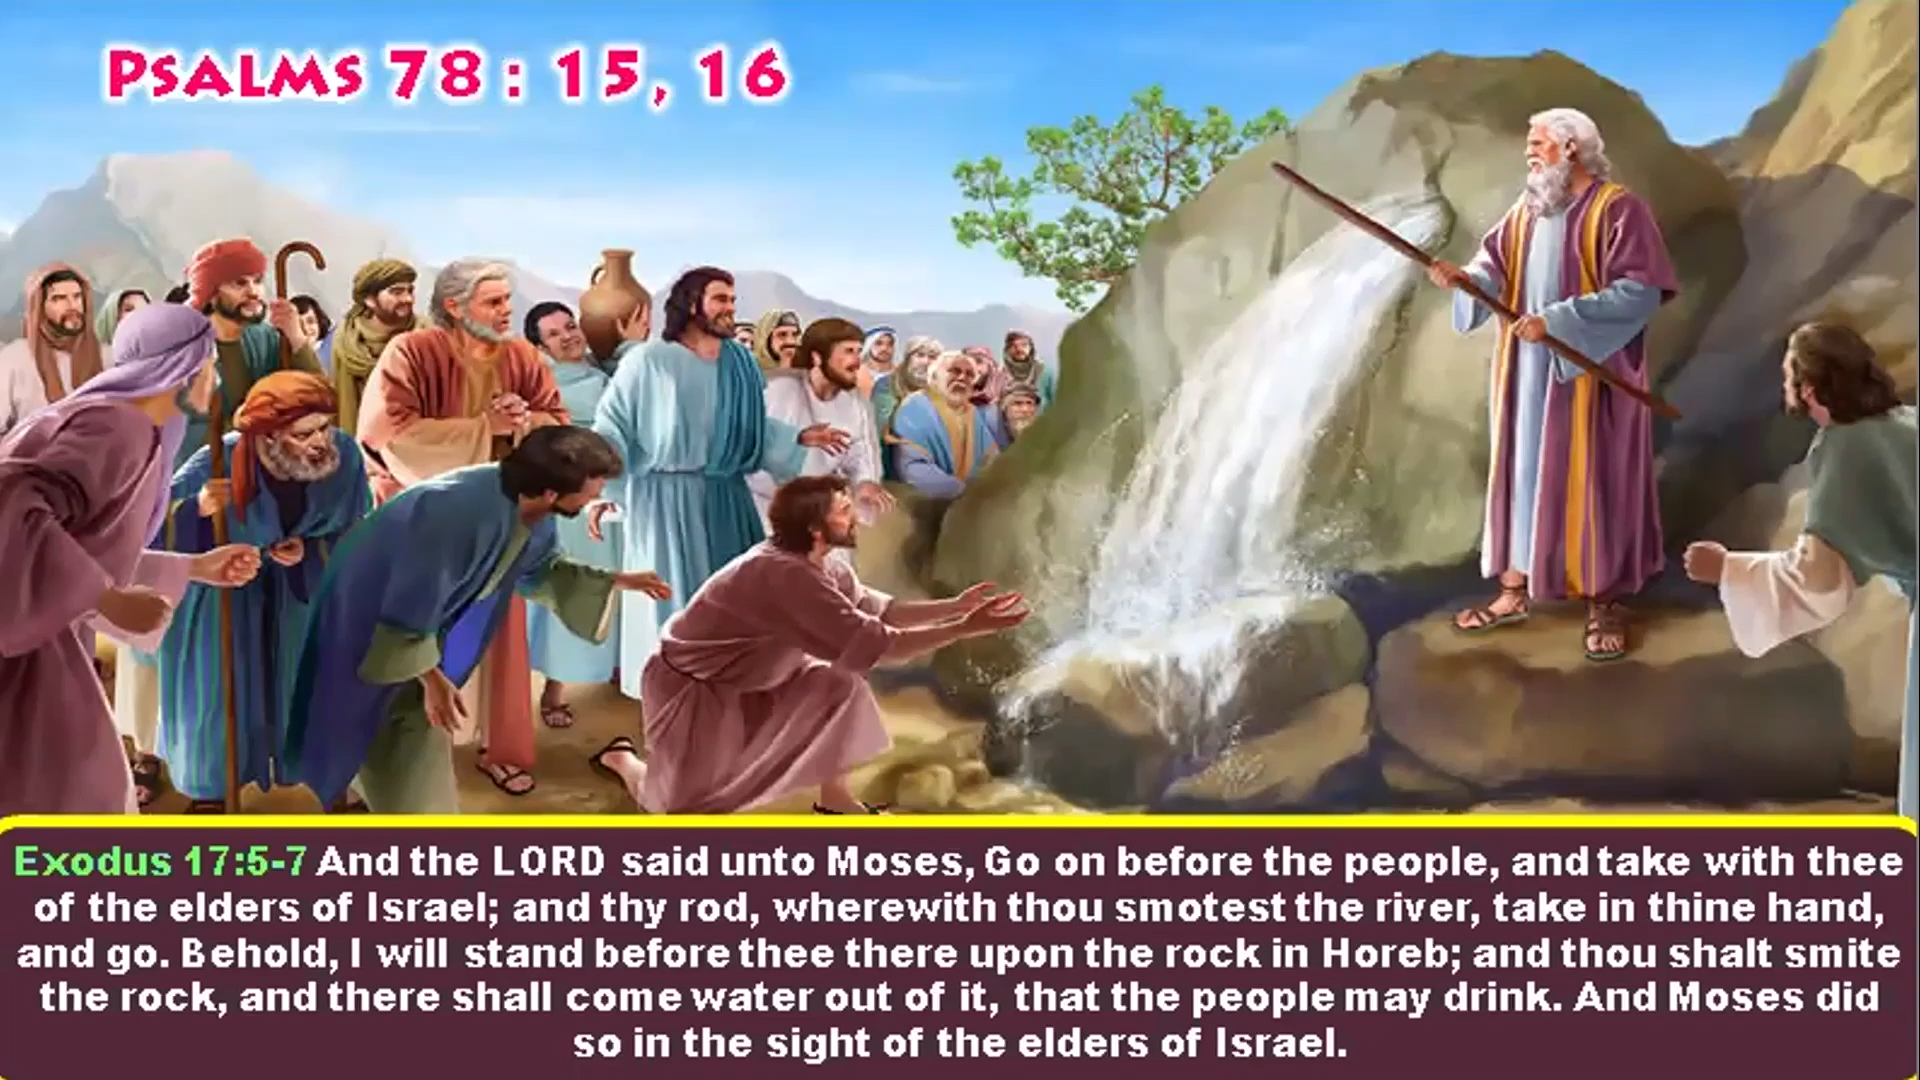 PSALMS 78 : 15, 16
Exodus 17:5-7 And the LORD said unto Moses, Go on before the people, and take with thee
of the elders of Israel; and thy rod, wherewith thou smotest the river, take in thine hand,
and go. Behold, I will stand before thee there upon the rock in Horeb; and thou shalt smite
the rock, and there shall come water out of it, that the people may drink. And Moses did
so in the sight of the elders of Israel.